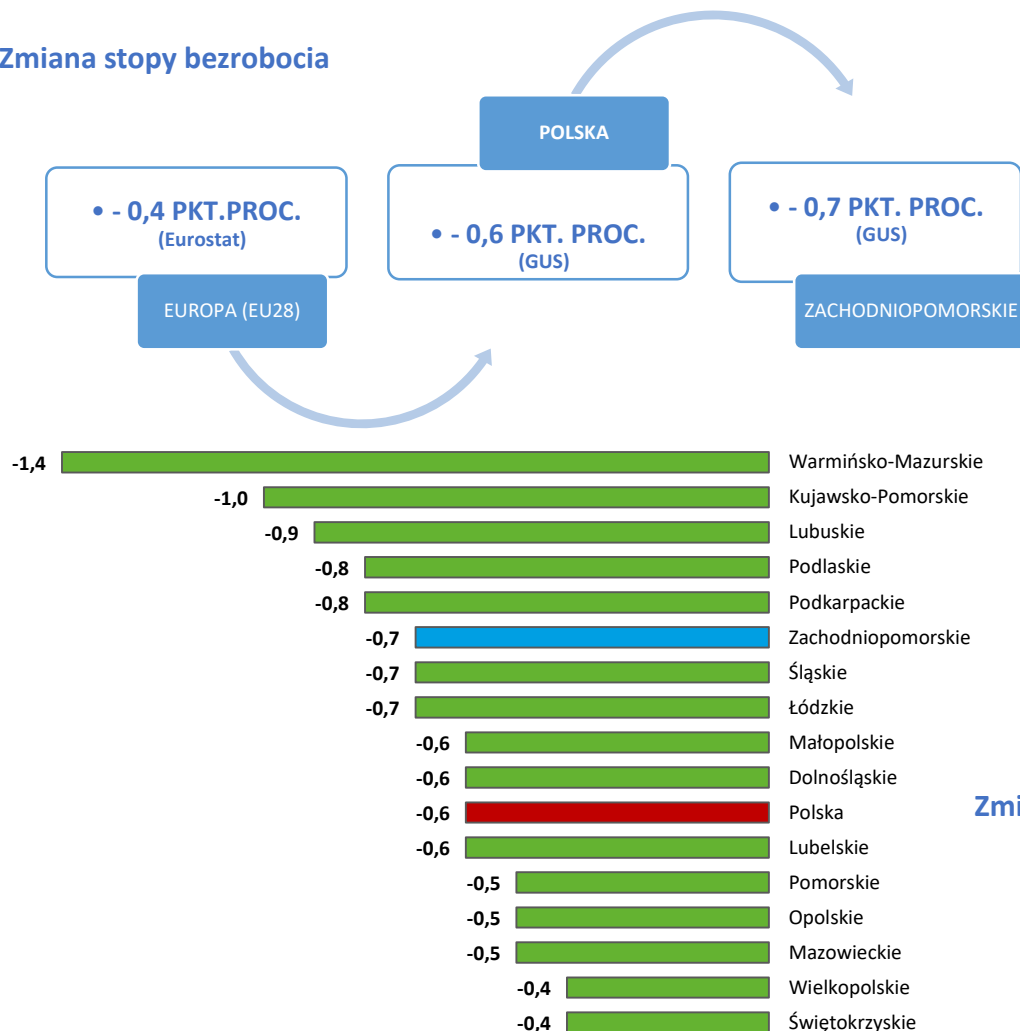 Zmiana stopy bezrobocia
POLSKA
• - 0,4 PKT.PROC.
(Eurostat)
• - 0,6 PKT. PROC.
(GUS)
• - 0,7 PKT. PROC.
(GUS)
EUROPA (EU28)
ZACHODNIOPOMORSKIE
-1,4 Warmińsko-Mazurskie
-1,0 Kujawsko-Pomorskie
-0,9 Lubuskie
-0,8 Podlaskie
-0,8 Podkarpackie
-0,7 Zachodniopomorskie
-0,7 Śląskie
-0,7 Łódzkie
-0,6 Małopolskie
-0,6 Dolnośląskie
-0,6 Polska
Zmi
-0,6 Lubelskie
-0,5 Pomorskie
-0,5 Opolskie
-0,5 Mazowieckie
-0,4 Wielkopolskie
-0,4 Świętokrzyskie